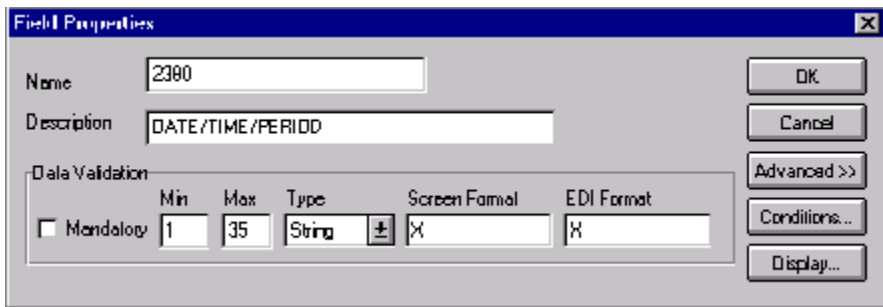 Field Properties
Name 2380 OK
Description DATE/TIME/PERIOD Cancel
Data Validation Advanced >>
Min Max Type Screen Format EDI Format
Mandatory 1 35 String X X Conditions...
Display...